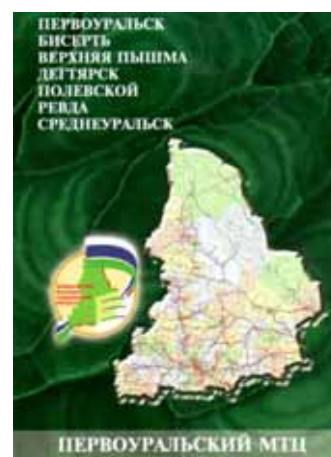 ПЕРВОУРАЛЬСК
БИСЕРТЬ
ВЕРХНЯЯ ПЫШМА
ДЕГТЯРСК
ПОЛЕВСКОЙ
РЕВДА
СРЕДНЕУРАЛЬСК
ПЕРВОУРАЛЬСКИЙ МТЦ